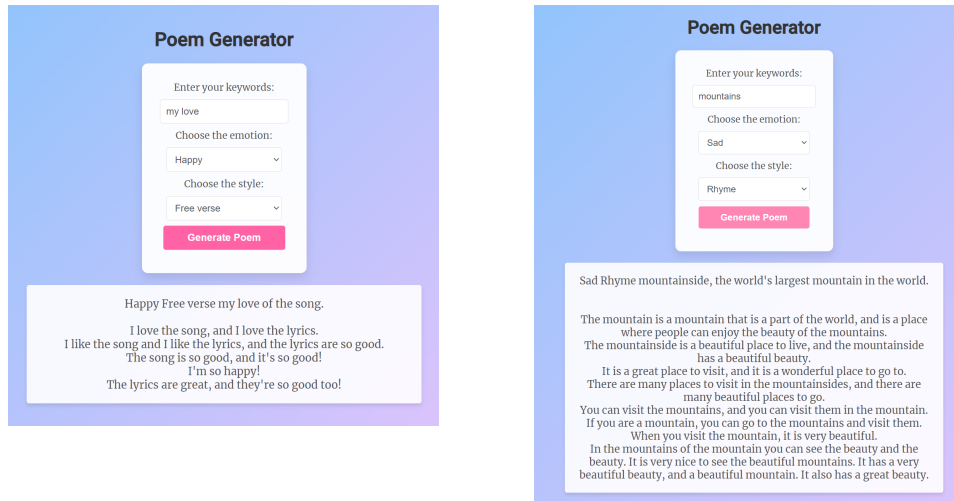 Poem Generator
Enter your keywords:
my love
Choose the emotion:
Happy
Choose the style:
Free verse
Generate Poem
Happy Free verse my love of the song.
I love the song, and I love the lyrics.
I like the song and I like the lyrics, and the lyrics are so good.
The song is so good, and it's so good!
I'm so happy!
The lyrics are great, and they're so good too!
Poem Generator
Enter your keywords:
mountains
Choose the emotion:
Sad
Choose the style:
Rhyme
Generate Poem
Sad Rhyme mountainside, the world's largest mountain in the world.
The mountain is a mountain that is a part of the world, and is a place
where people can enjoy the beauty of the mountains.
The mountainside is a beautiful place to live, and the mountainside
has a beautiful beauty.
It is a great place to visit, and it is a wonderful place to go to.
There are many places to visit in the mountainsides, and there are
many beautiful places to go.
You can visit the mountains, and you can visit them in the mountain.
If you are a mountain, you can go to the mountains and visit them.
When you visit the mountain, it is very beautiful.
In the mountains of the mountain you can see the beauty and the
beauty. It is very nice to see the beautiful mountains. It has a very
beautiful beauty, and a beautiful mountain. It also has a great beauty.